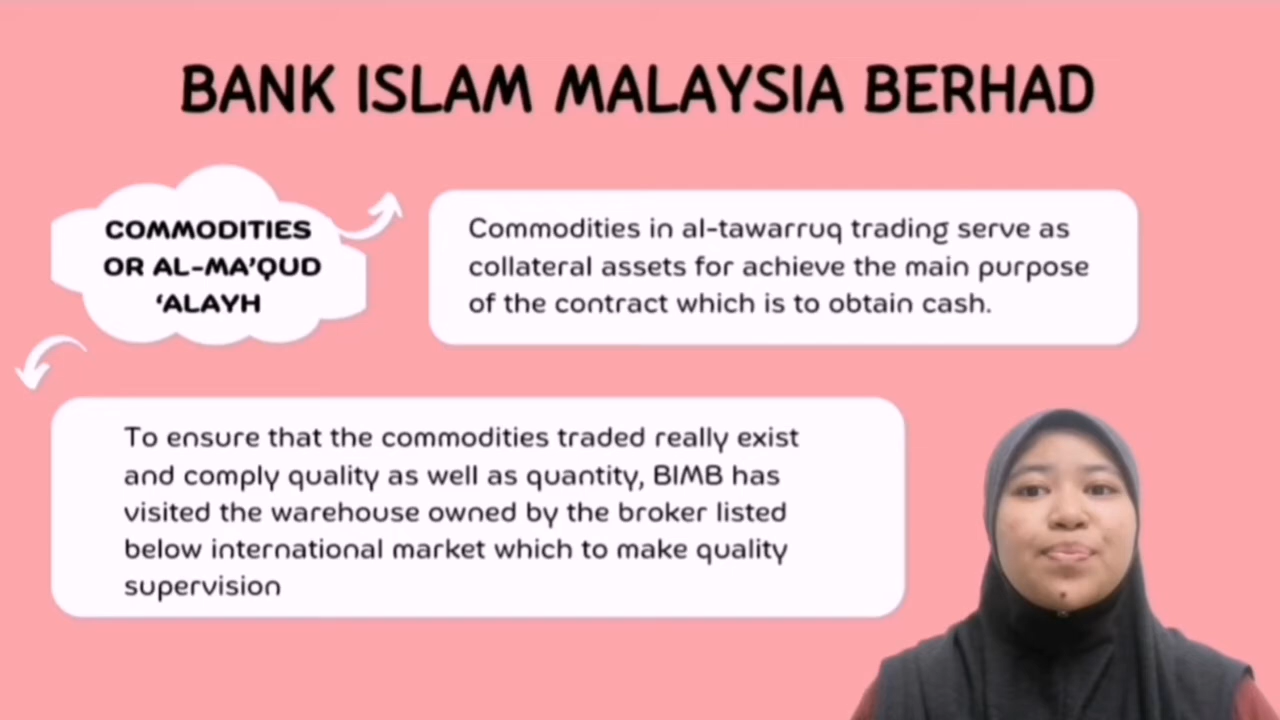 BANK ISLAM MALAYSIA BERHAD
COMMODITIES
OR AL-MA'QUD
'ALAYH
Commodities in al-tawarruq trading serve as
collateral assets for achieve the main purpose
of the contract which is to obtain cash.
To ensure that the commodities traded really exist
and comply quality as well as quantity, BIMB has
visited the warehouse owned by the broker listed
below international market which to make quality
supervision